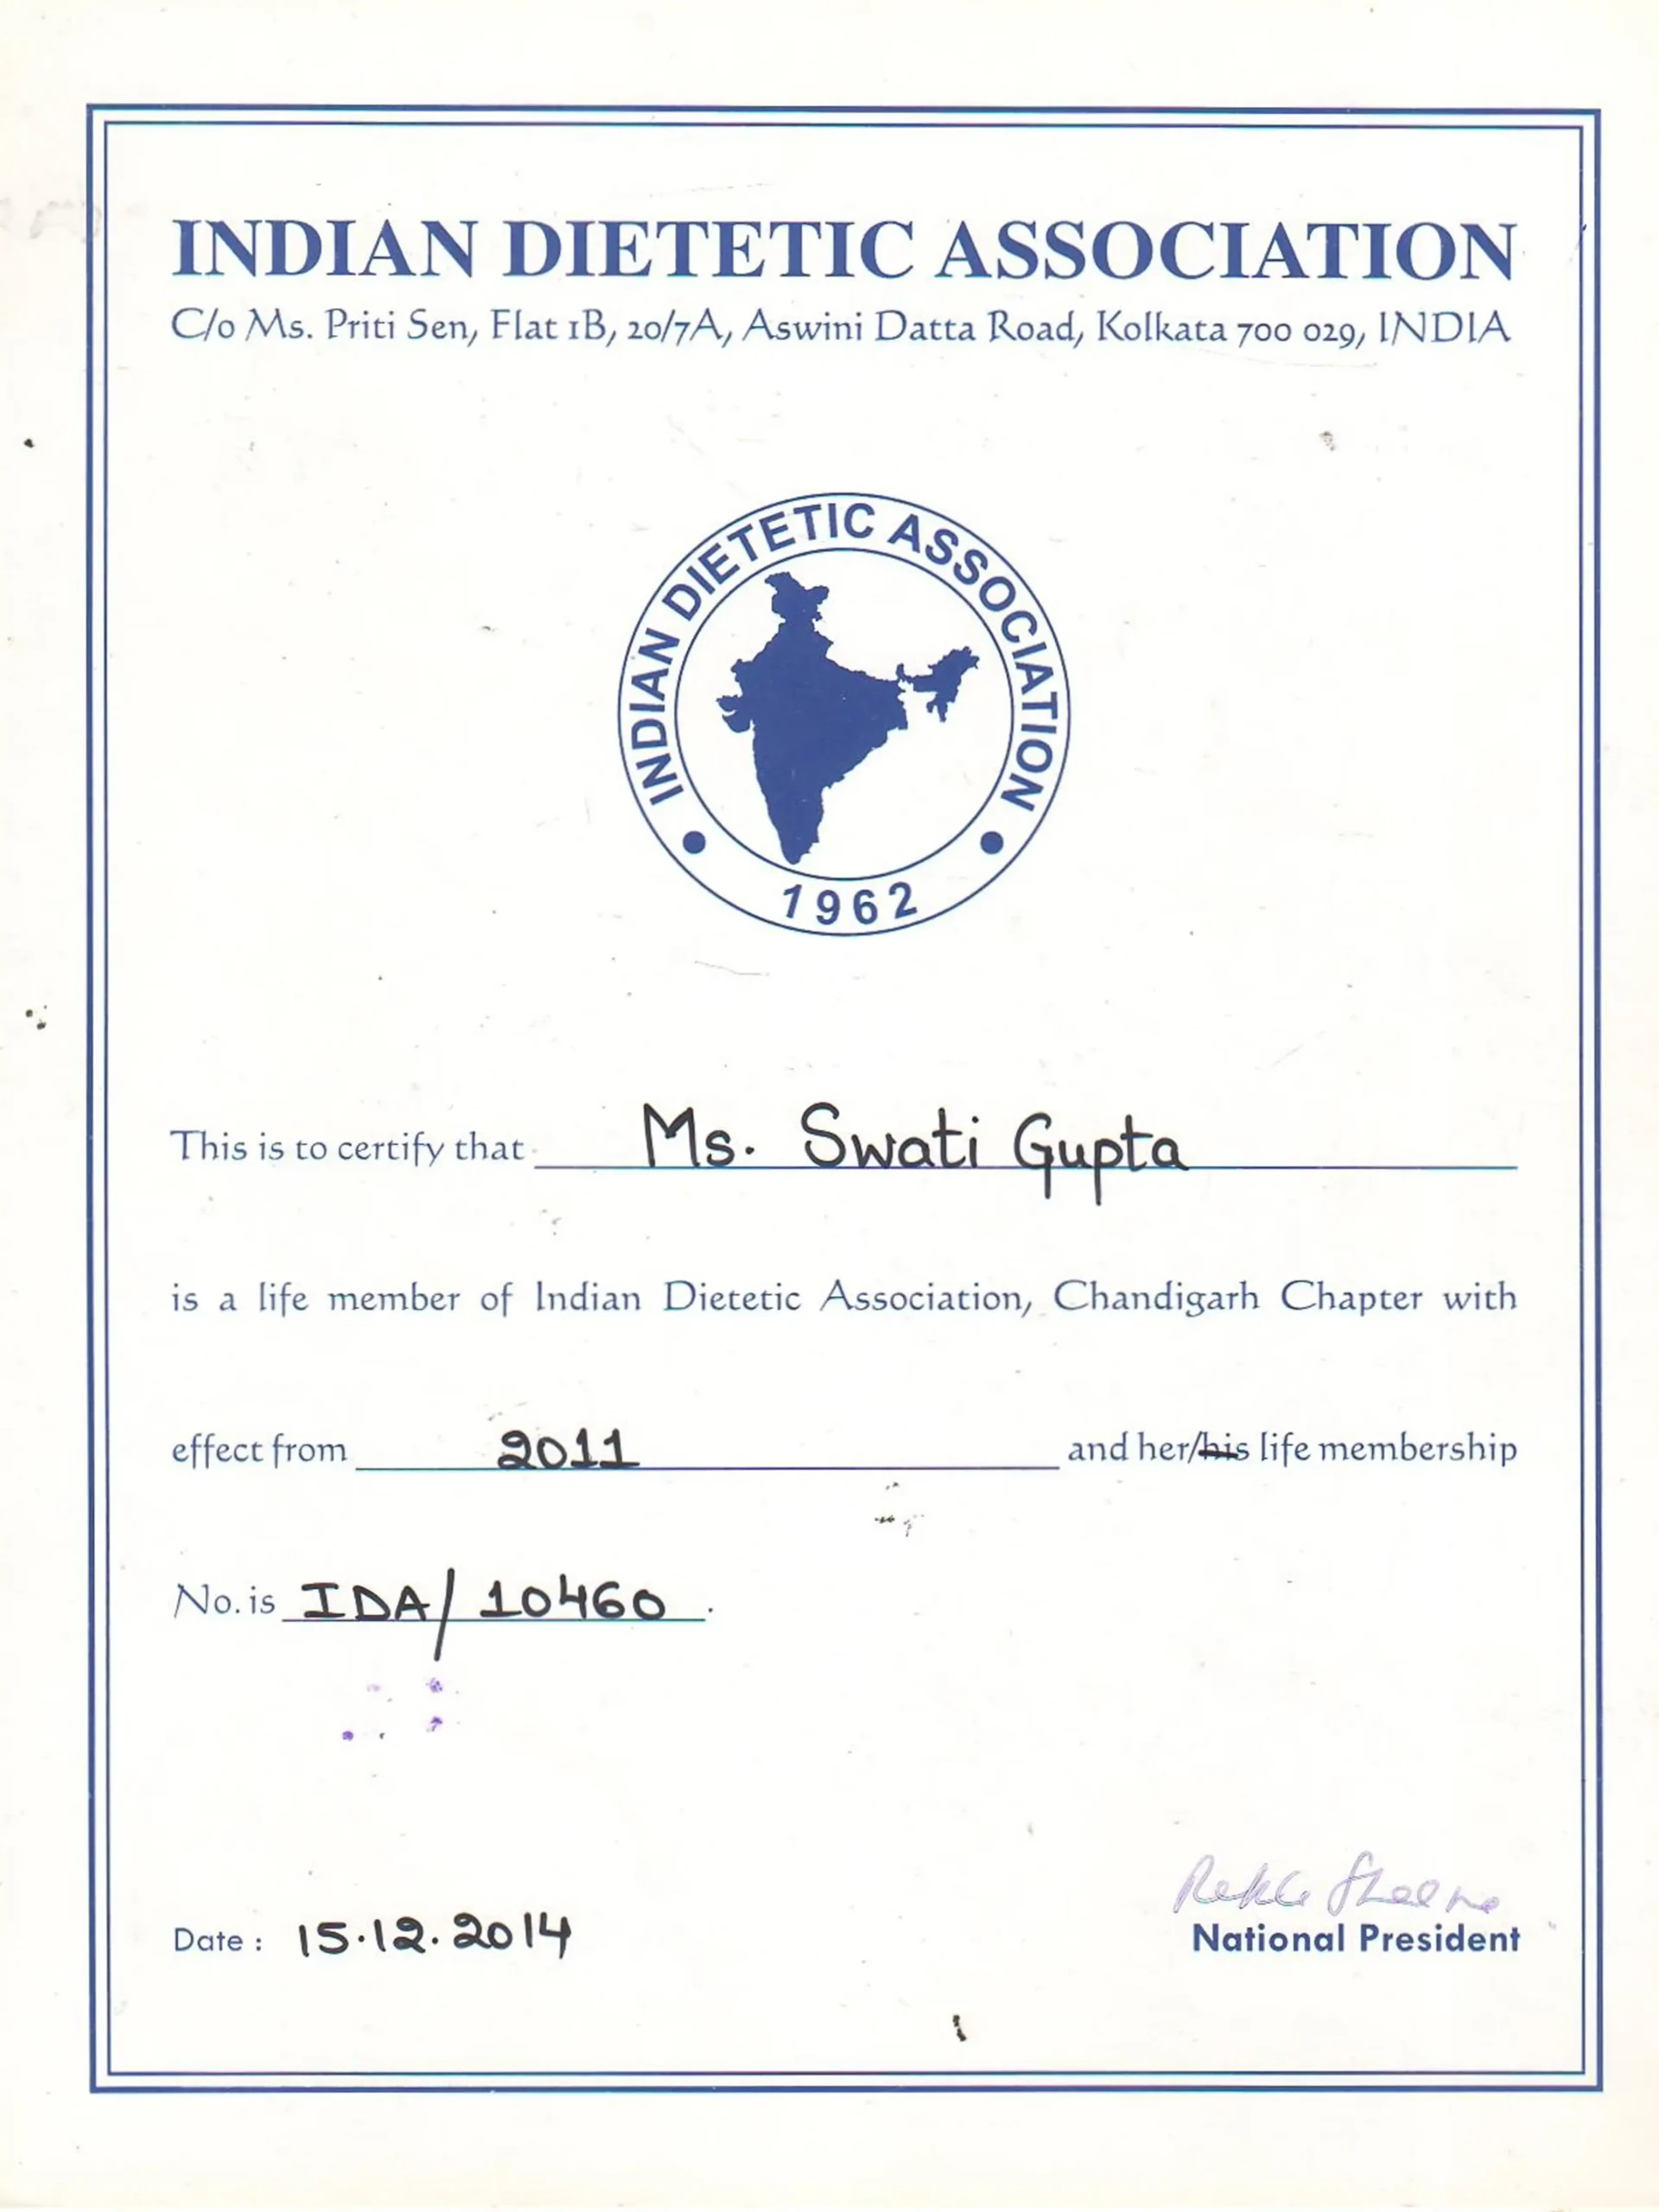 INDIAN DIETETIC ASSOCIATION
C/o Ms. Priti Sen, Flat 1B, 20/7A, Aswini Datta Road, Kolkata 700 029, INDIA
INDIAN DIETETIC ASSOCIATION
1962
This is to certify that Ms. Swati Gupta
is a life member of Indian Dietetic Association, Chandigarh Chapter with
effect from 2011 and her/his life membership
No. is IDA/10460.
Date : 15.12.2014
National President